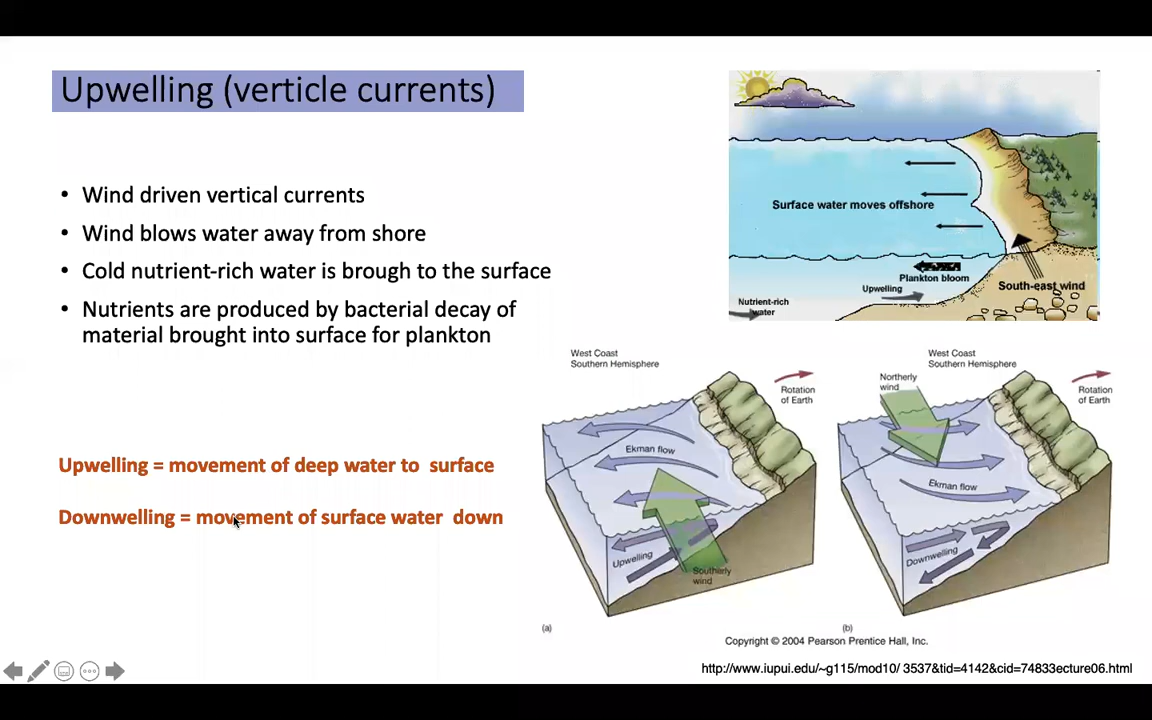 Upwelling (verticle currents)
• Wind driven vertical currents
• Wind blows water away from shore
• Cold nutrient-rich water is brough to the surface
• Nutrients are produced by bacterial decay of
material brought into surface for plankton
Upwelling = movement of deep water to surface
Downwelling = movement of surface water down
Surface water moves offshore
Plankton bloom
Upwelling
South-east wind
Nutrient-rich
water
West Coast
Southern Hemisphere
Rotation
of Earth
Ekman flow
Upwelling
Southerly
wind
(a)
West Coast
Southern Hemisphere
Northerly
wind
Rotation
of Earth
Ekman flow
Downwelling
(b)
Copyright © 2004 Pearson Prentice Hall, Inc.
http://www.iupui.edu/~g115/mod10/ 3537&tid=4142&cid=74833ecture06.html